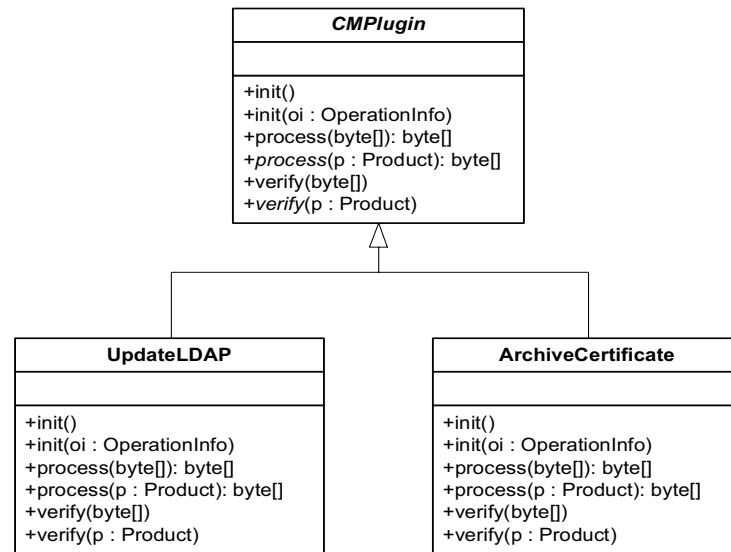 CMPlugin
+init()
+init(oi : OperationInfo)
+process(byte[]): byte[]
+process(p : Product): byte[]
+verify(byte[])
+verify(p : Product)
UpdateLDAP
+init()
+init(oi : OperationInfo)
+process(byte[]): byte[]
+process(p : Product): byte[]
+verify(byte[])
+verify(p : Product)
ArchiveCertificate
+init()
+init(oi : OperationInfo)
+process(byte[]): byte[]
+process(p : Product): byte[]
+verify(byte[])
+verify(p : Product)